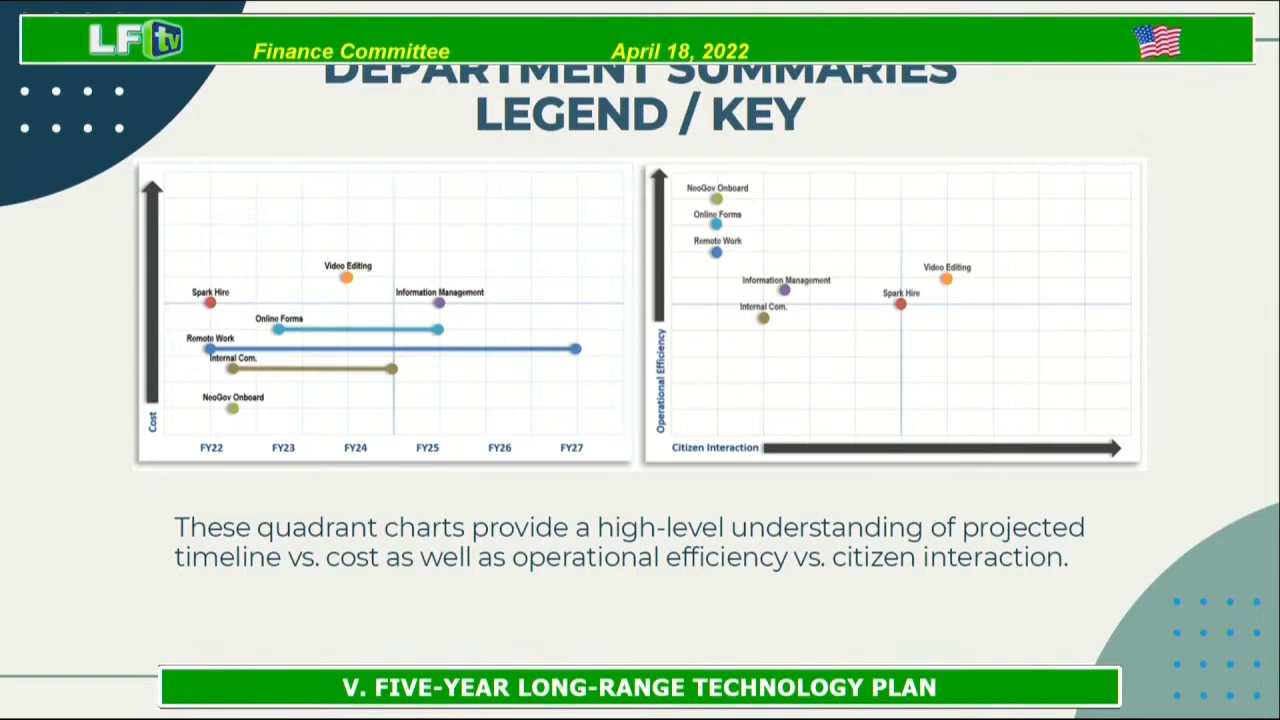 LF tv
Finance Committee
April 18, 2022
DEPARTMENT SUMMARIES
LEGEND / KEY
Video Editing
Spark Hire
Information Management
Online Forms
Remote Work
Internal Com.
NeoGov Onboard
Cost
FY22
FY23
FY24
FY25
FY26
FY27
NeoGov Onboard
Online Forms
Remote Work
Video Editing
Information Management
Spark Hire
Internal Com.
Operational Efficiency
Citizen Interaction
These quadrant charts provide a high-level understanding of projected
timeline vs. cost as well as operational efficiency vs. citizen interaction.
V. FIVE-YEAR LONG-RANGE TECHNOLOGY PLAN